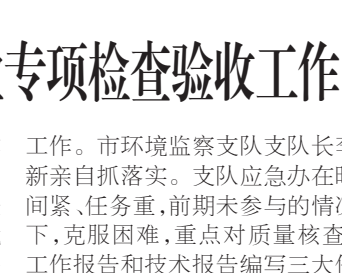 专项检查验收工作
工作。市环境监察支队支队长
新亲自抓落实。支队应急办在
间紧、任务重,前期未参与的情
下,克服困难,重点对质量核查
工作报告和技术报告编写三大